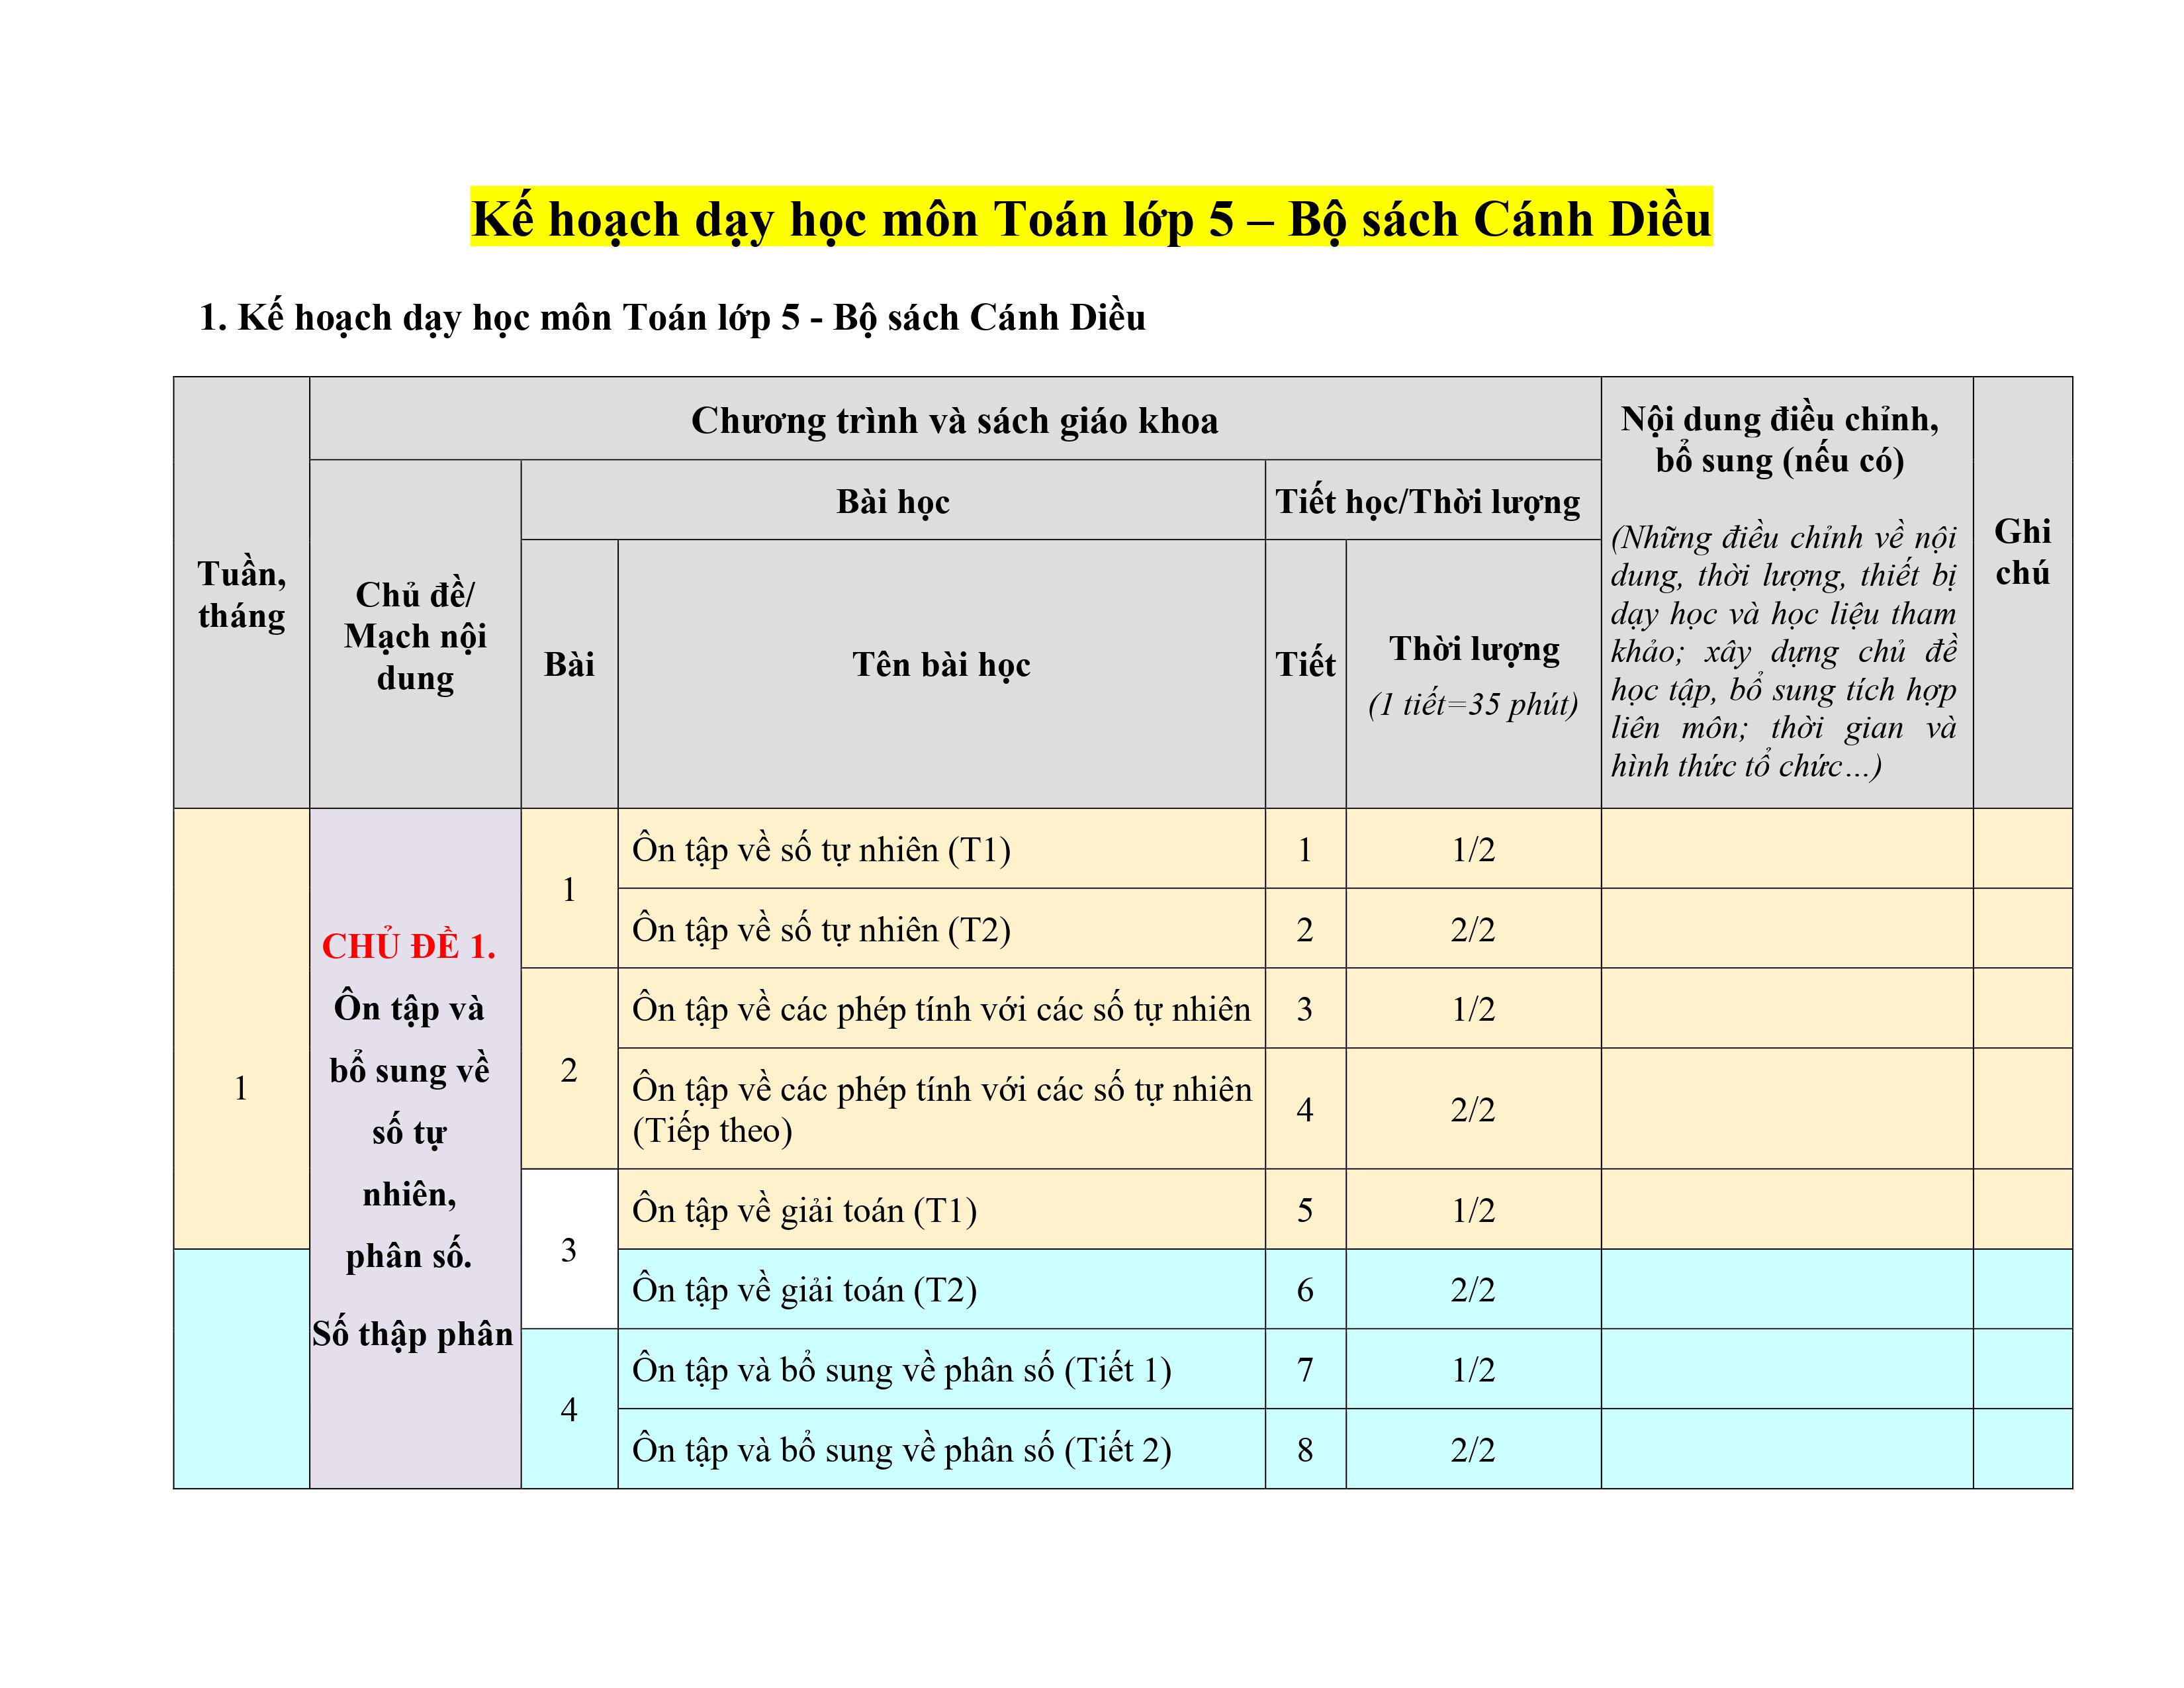 Kế hoạch dạy học môn Toán lớp 5 – Bộ sách Cánh Diều
1. Kế hoạch dạy học môn Toán lớp 5 - Bộ sách Cánh Diều
Tuần,
tháng
Chương trình và sách giáo khoa
Nội dung điều chỉnh,
bổ sung (nếu có)
(Những điều chỉnh về nội
dung, thời lượng, thiết bị
dạy học và học liệu tham
khảo; xây dựng chủ đề
học tập, bổ sung tích hợp
liên môn; thời gian và
hình thức tổ chức…)
Ghi
chú
Chủ đề/
Mạch nội
dung
Bài học
Tiết học/Thời lượng
Bài
Tên bài học
Tiết
Thời lượng
(1 tiết=35 phút)
1
CHỦ ĐỀ 1.
Ôn tập và
bổ sung về
số tự
nhiên,
phân số.
Số thập phân
1
Ôn tập về số tự nhiên (T1)
1
1/2
Ôn tập về số tự nhiên (T2)
2
2/2
2
Ôn tập về các phép tính với các số tự nhiên
3
1/2
Ôn tập về các phép tính với các số tự nhiên
(Tiếp theo)
4
2/2
3
Ôn tập về giải toán (T1)
5
1/2
Ôn tập về giải toán (T2)
6
2/2
4
Ôn tập và bổ sung về phân số (Tiết 1)
7
1/2
Ôn tập và bổ sung về phân số (Tiết 2)
8
2/2